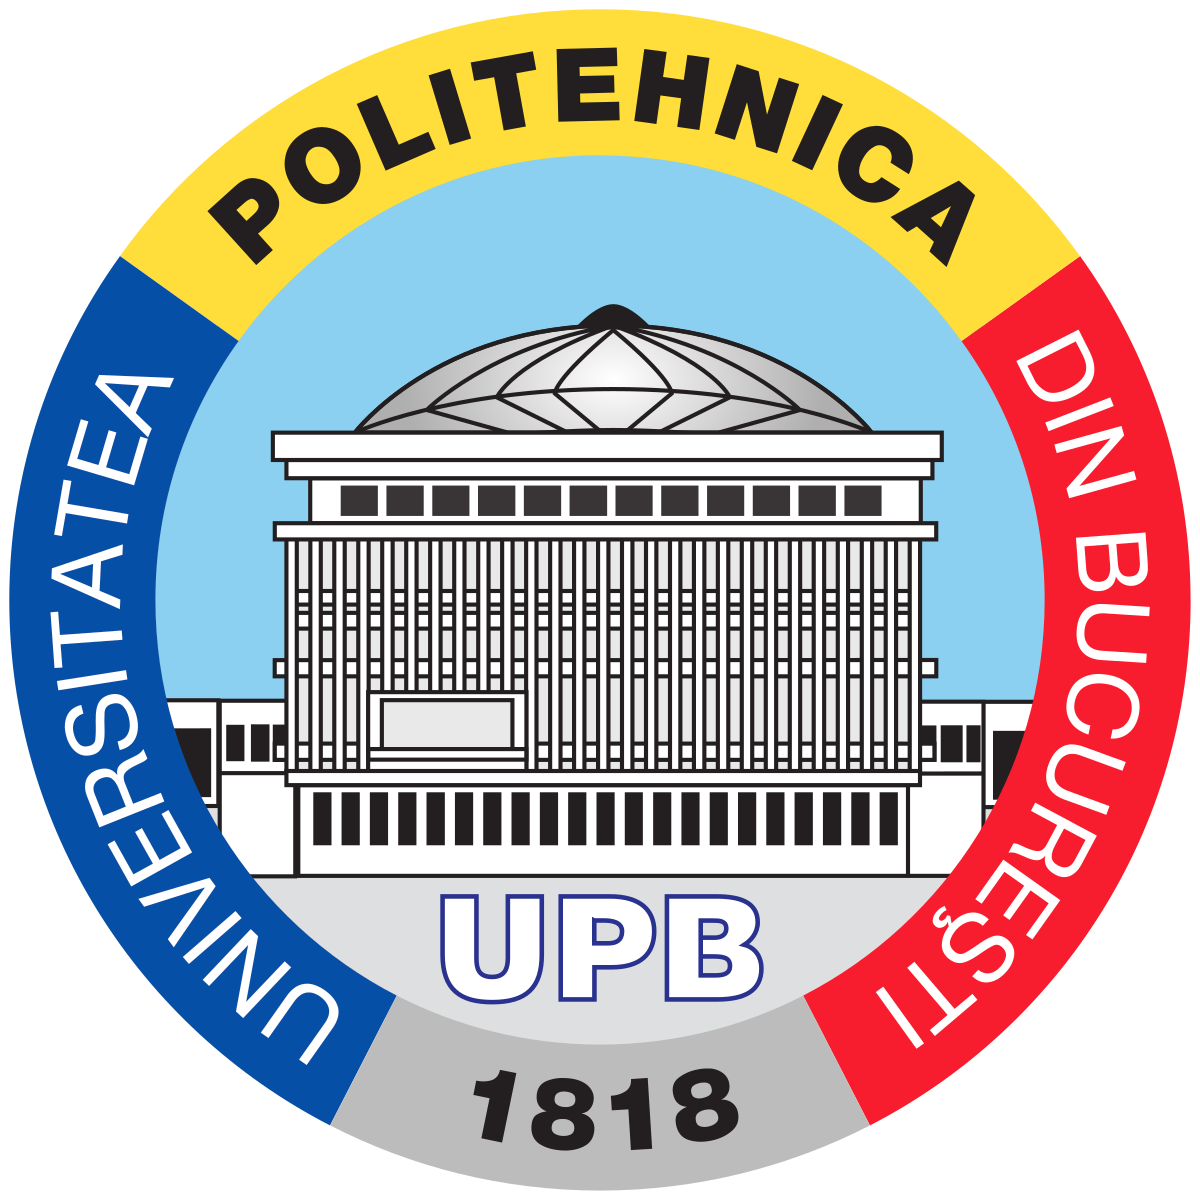 UNIVERSITATEA
POLITEHNICA
DIN BUCUREŞTI
UPB
1818